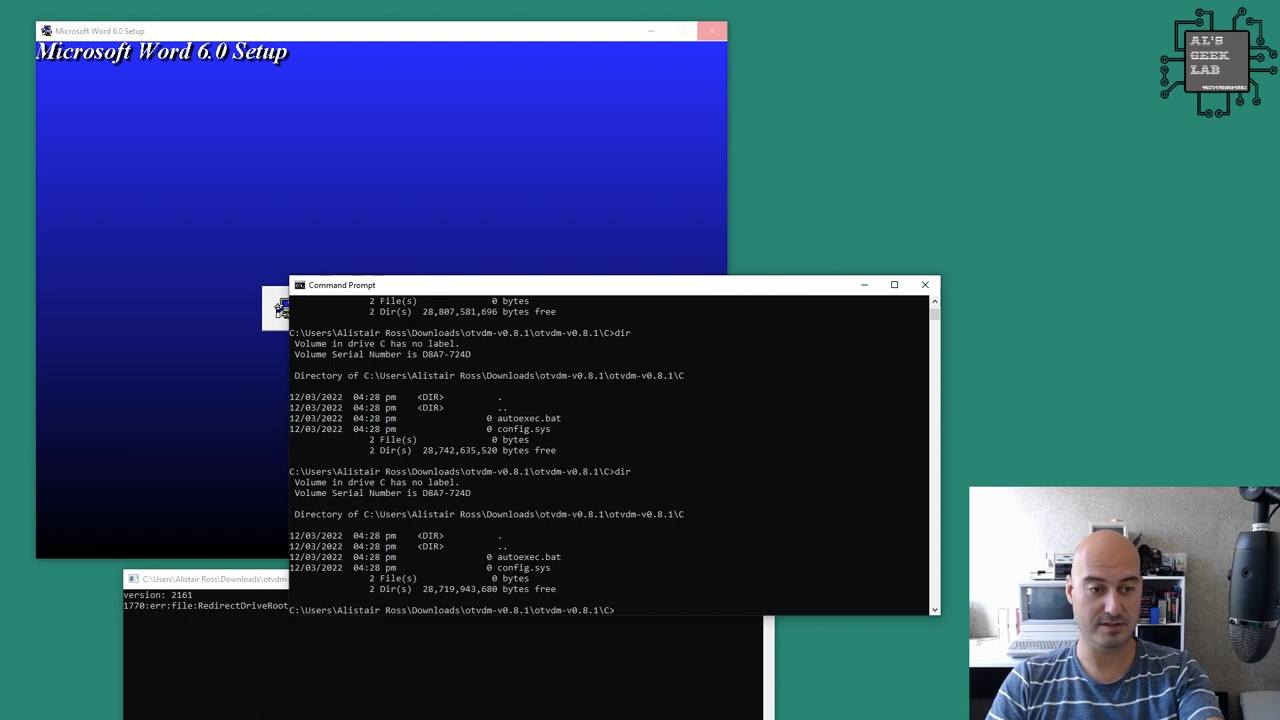 Microsoft Word 6.0 Setup
Microsoft Word 6.0 Setup
AL'S
GEEK
LAB
Command Prompt
2 File(s) 0 bytes
2 Dir(s) 28,807,581,696 bytes free
C:\Users\Alistair Ross\Downloads\otvdm-v0.8.1\otvdm-v0.8.1\C>dir
Volume in drive C has no label.
Volume Serial Number is D8A7-724D
Directory of C:\Users\Alistair Ross\Downloads\otvdm-v0.8.1\otvdm-v0.8.1\C
12/03/2022 04:28 pm <DIR> .
12/03/2022 04:28 pm <DIR> ..
12/03/2022 04:28 pm 0 autoexec.bat
12/03/2022 04:28 pm 0 config.sys
2 File(s) 0 bytes
2 Dir(s) 28,742,635,520 bytes free
C:\Users\Alistair Ross\Downloads\otvdm-v0.8.1\otvdm-v0.8.1\C>dir
Volume in drive C has no label.
Volume Serial Number is D8A7-724D
Directory of C:\Users\Alistair Ross\Downloads\otvdm-v0.8.1\otvdm-v0.8.1\C
12/03/2022 04:28 pm <DIR> .
12/03/2022 04:28 pm <DIR> ..
12/03/2022 04:28 pm 0 autoexec.bat
12/03/2022 04:28 pm 0 config.sys
2 File(s) 0 bytes
2 Dir(s) 28,719,943,680 bytes free
C:\Users\Alistair Ross\Downloads\otvdm-v0.8.1\otvdm-v0.8.1\C>
C:\Users\Alistair Ross\Downloads\otvdm-
version: 2161
1770:err:file:RedirectDriveRoot